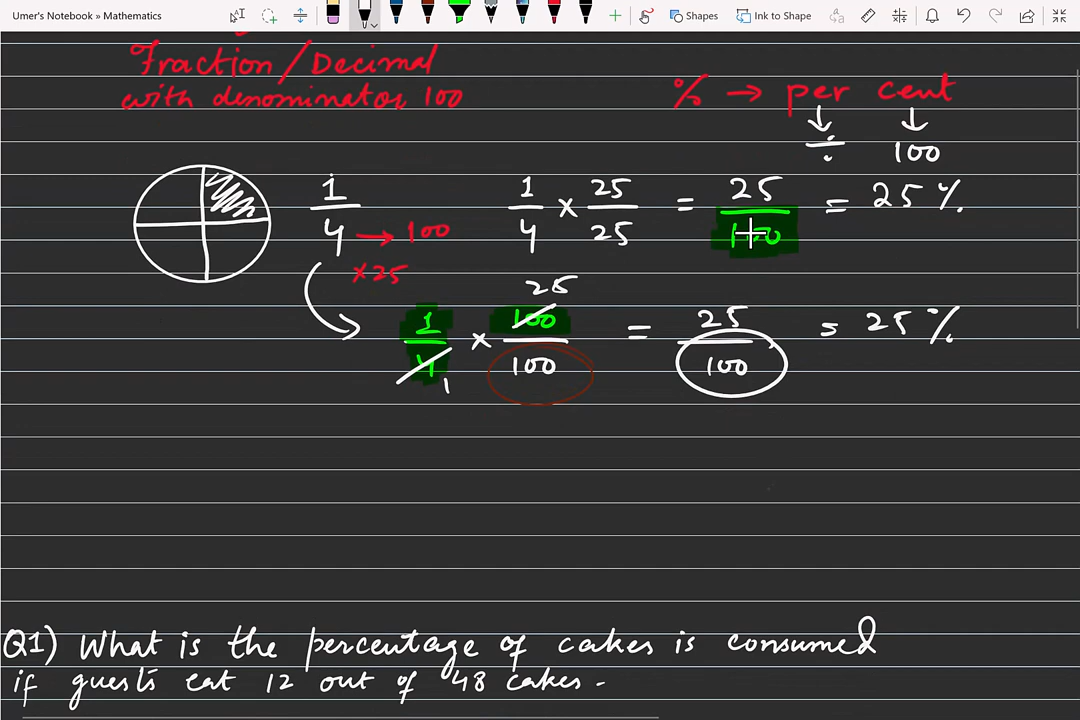 Umer's Notebook » Mathematics
Shapes
Ink to Shape
Fraction/Decimal
with denominator 100
% → per cent
÷ 100
1/4 → 100
×25
1/4 × 25/25 = 25/100 = 25%
25
1/4 × 100/100 = 25/100 = 25%
1
Q1) What is the percentage of cakes is consumed
if guests eat 12 out of 48 cakes.